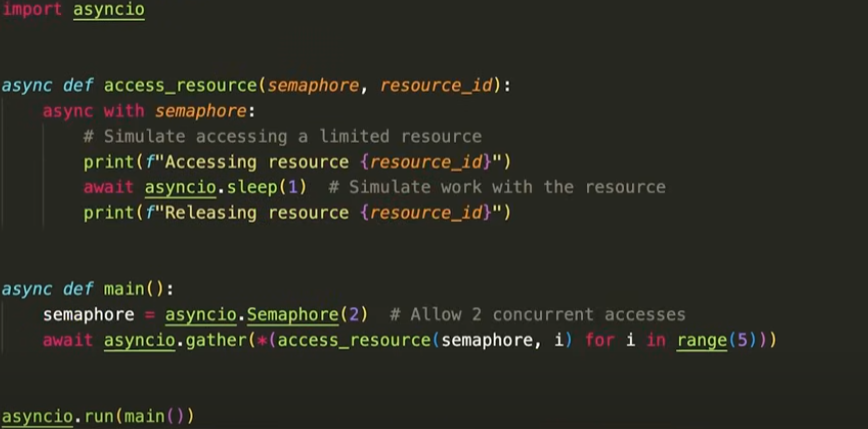 import asyncio
async def access_resource(semaphore, resource_id):
    async with semaphore:
        # Simulate accessing a limited resource
        print(f"Accessing resource {resource_id}")
        await asyncio.sleep(1)  # Simulate work with the resource
        print(f"Releasing resource {resource_id}")
async def main():
    semaphore = asyncio.Semaphore(2)  # Allow 2 concurrent accesses
    await asyncio.gather(*(access_resource(semaphore, i) for i in range(5)))
asyncio.run(main())